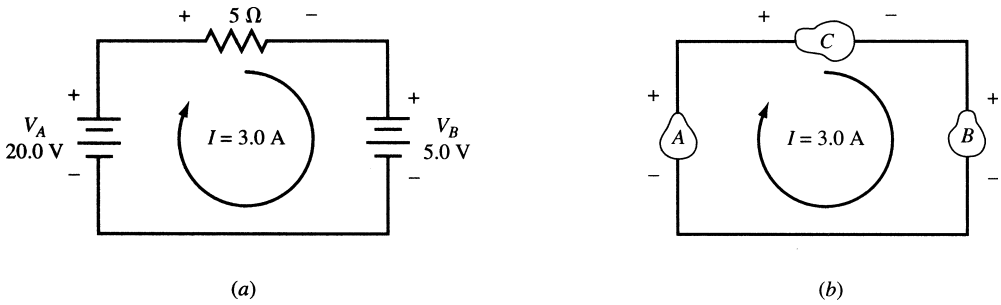 + 5 Ω −
+ V_A 20.0 V −
I = 3.0 A
+ V_B 5.0 V −
(a)
+ C −
+ A −
I = 3.0 A
+ B −
(b)